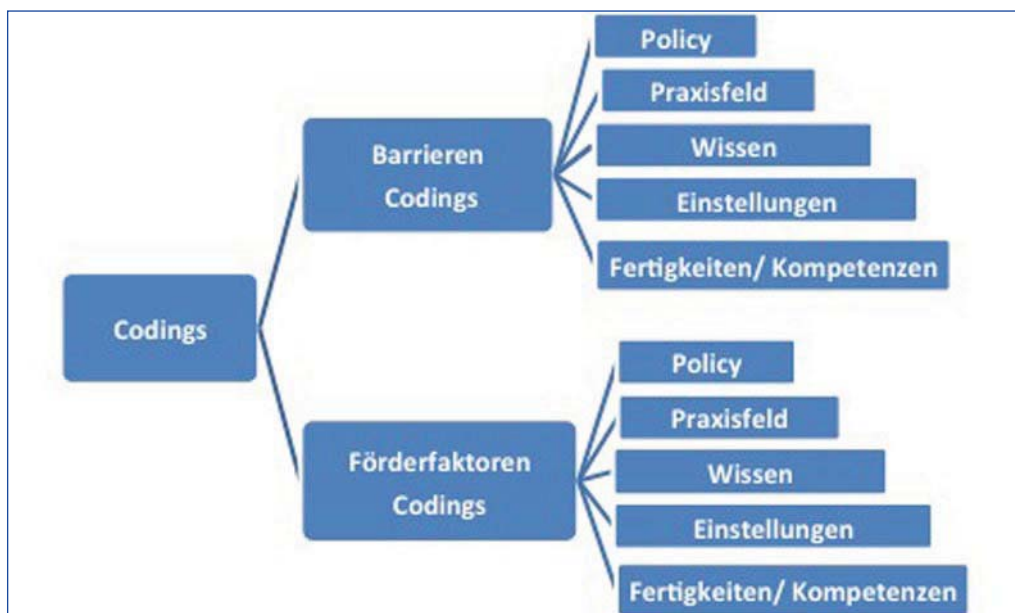 Codings
Barrieren
Codings
Policy
Praxisfeld
Wissen
Einstellungen
Fertigkeiten/ Kompetenzen
Förderfaktoren
Codings
Policy
Praxisfeld
Wissen
Einstellungen
Fertigkeiten/ Kompetenzen